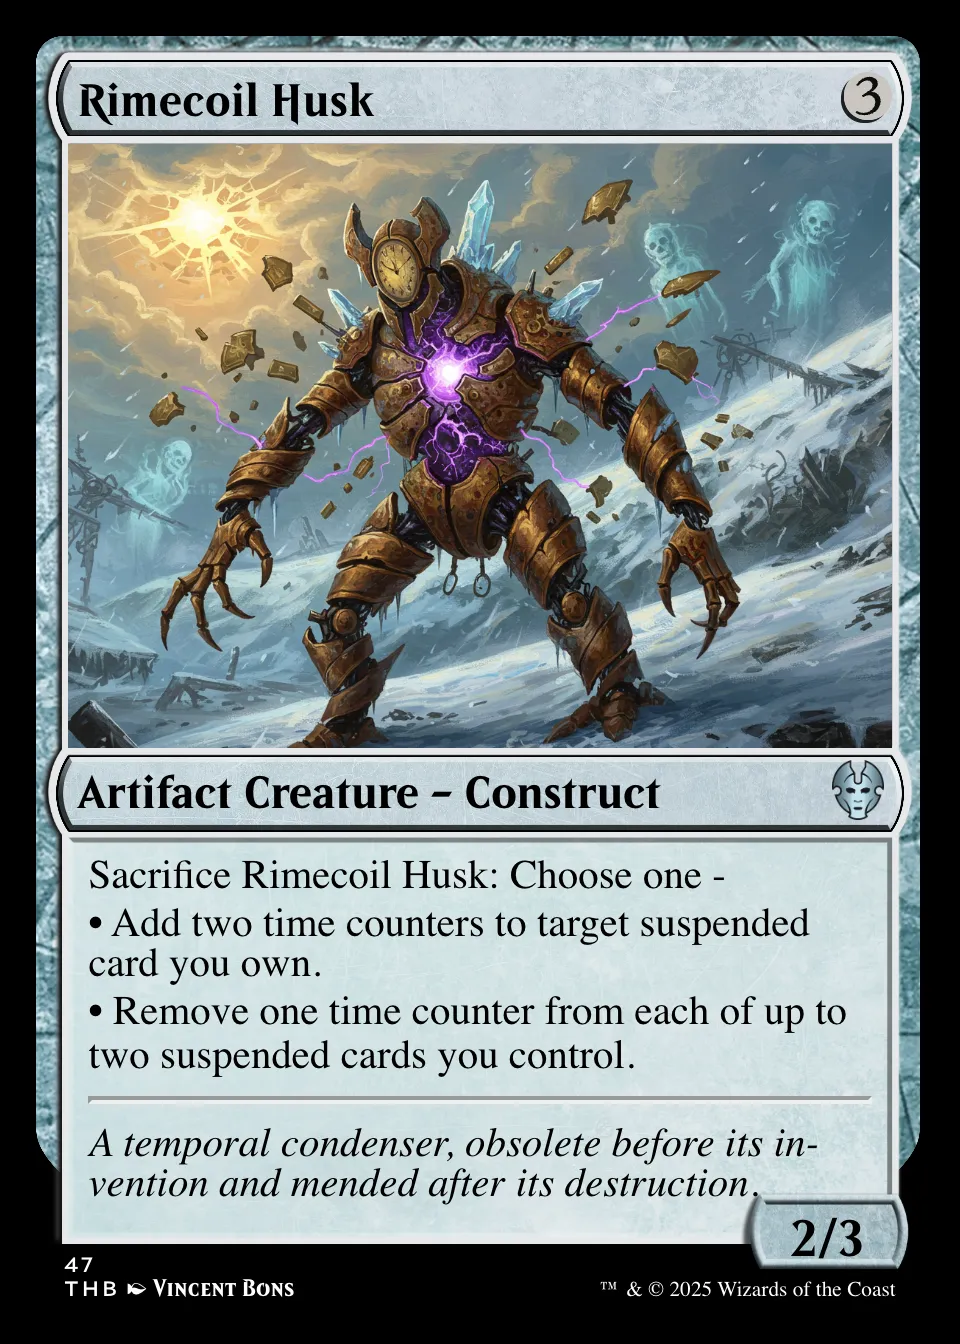 Rimecoil Husk
3
Artifact Creature – Construct
Sacrifice Rimecoil Husk: Choose one -
• Add two time counters to target suspended
card you own.
• Remove one time counter from each of up to
two suspended cards you control.
A temporal condenser, obsolete before its in-
vention and mended after its destruction.
2/3
47
THB Vincent Bons
™ & © 2025 Wizards of the Coast